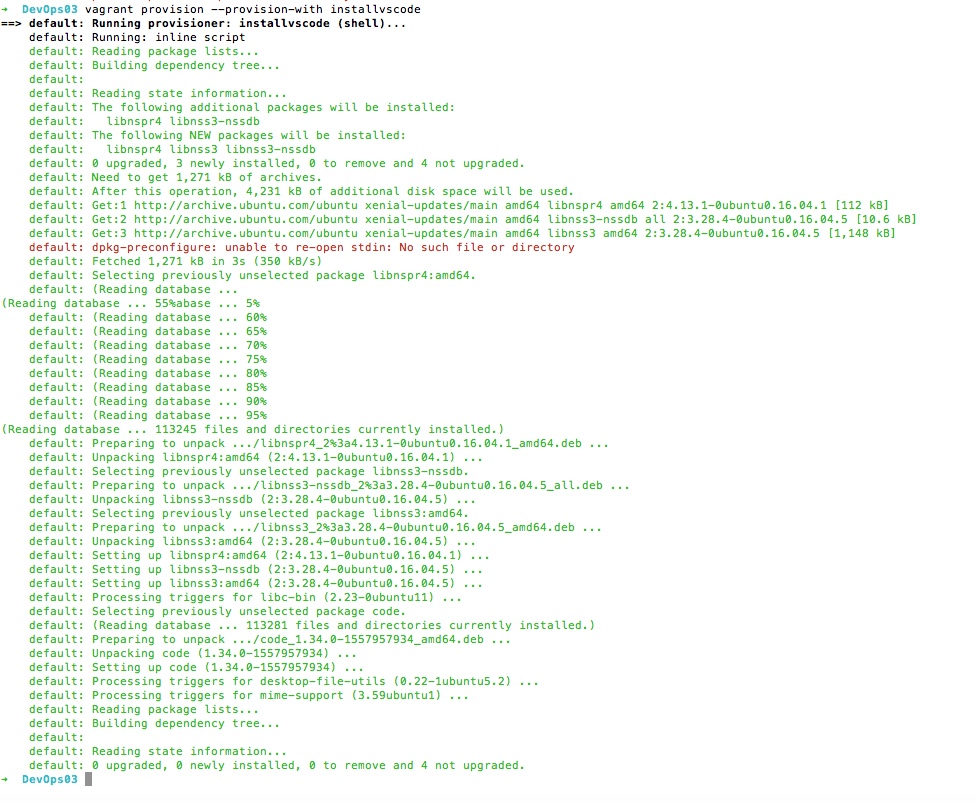 ➜  DevOps03 vagrant provision --provision-with installvscode
==> default: Running provisioner: installvscode (shell)...
    default: Running: inline script
    default: Reading package lists...
    default: Building dependency tree...
    default:
    default: Reading state information...
    default: The following additional packages will be installed:
    default:   libnspr4 libnss3-nssdb
    default: The following NEW packages will be installed:
    default:   libnspr4 libnss3 libnss3-nssdb
    default: 0 upgraded, 3 newly installed, 0 to remove and 4 not upgraded.
    default: Need to get 1,271 kB of archives.
    default: After this operation, 4,231 kB of additional disk space will be used.
    default: Get:1 http://archive.ubuntu.com/ubuntu xenial-updates/main amd64 libnspr4 amd64 2:4.13.1-0ubuntu0.16.04.1 [112 kB]
    default: Get:2 http://archive.ubuntu.com/ubuntu xenial-updates/main amd64 libnss3-nssdb all 2:3.28.4-0ubuntu0.16.04.5 [10.6 kB]
    default: Get:3 http://archive.ubuntu.com/ubuntu xenial-updates/main amd64 libnss3 amd64 2:3.28.4-0ubuntu0.16.04.5 [1,148 kB]
    default: dpkg-preconfigure: unable to re-open stdin: No such file or directory
    default: Fetched 1,271 kB in 3s (350 kB/s)
    default: Selecting previously unselected package libnspr4:amd64.
    default: (Reading database ...
(Reading database ... 55%abase ... 5%
    default: (Reading database ... 60%
    default: (Reading database ... 65%
    default: (Reading database ... 70%
    default: (Reading database ... 75%
    default: (Reading database ... 80%
    default: (Reading database ... 85%
    default: (Reading database ... 90%
    default: (Reading database ... 95%
(Reading database ... 113245 files and directories currently installed.)
    default: Preparing to unpack .../libnspr4_2%3a4.13.1-0ubuntu0.16.04.1_amd64.deb ...
    default: Unpacking libnspr4:amd64 (2:4.13.1-0ubuntu0.16.04.1) ...
    default: Selecting previously unselected package libnss3-nssdb.
    default: Preparing to unpack .../libnss3-nssdb_2%3a3.28.4-0ubuntu0.16.04.5_all.deb ...
    default: Unpacking libnss3-nssdb (2:3.28.4-0ubuntu0.16.04.5) ...
    default: Selecting previously unselected package libnss3:amd64.
    default: Preparing to unpack .../libnss3_2%3a3.28.4-0ubuntu0.16.04.5_amd64.deb ...
    default: Unpacking libnss3:amd64 (2:3.28.4-0ubuntu0.16.04.5) ...
    default: Setting up libnspr4:amd64 (2:4.13.1-0ubuntu0.16.04.1) ...
    default: Setting up libnss3-nssdb (2:3.28.4-0ubuntu0.16.04.5) ...
    default: Setting up libnss3:amd64 (2:3.28.4-0ubuntu0.16.04.5) ...
    default: Processing triggers for libc-bin (2.23-0ubuntu11) ...
    default: Selecting previously unselected package code.
    default: (Reading database ... 113281 files and directories currently installed.)
    default: Preparing to unpack .../code_1.34.0-1557957934_amd64.deb ...
    default: Unpacking code (1.34.0-1557957934) ...
    default: Setting up code (1.34.0-1557957934) ...
    default: Processing triggers for desktop-file-utils (0.22-1ubuntu5.2) ...
    default: Processing triggers for mime-support (3.59ubuntu1) ...
    default: Reading package lists...
    default: Building dependency tree...
    default:
    default: Reading state information...
    default: 0 upgraded, 0 newly installed, 0 to remove and 4 not upgraded.
➜  DevOps03